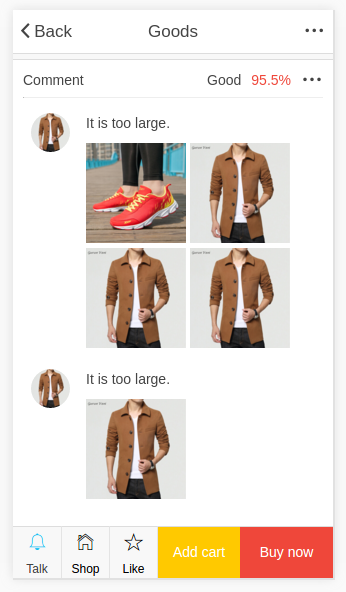 Back Goods
Comment Good 95.5%
It is too large.
It is too large.
Talk Shop Like Add cart Buy now